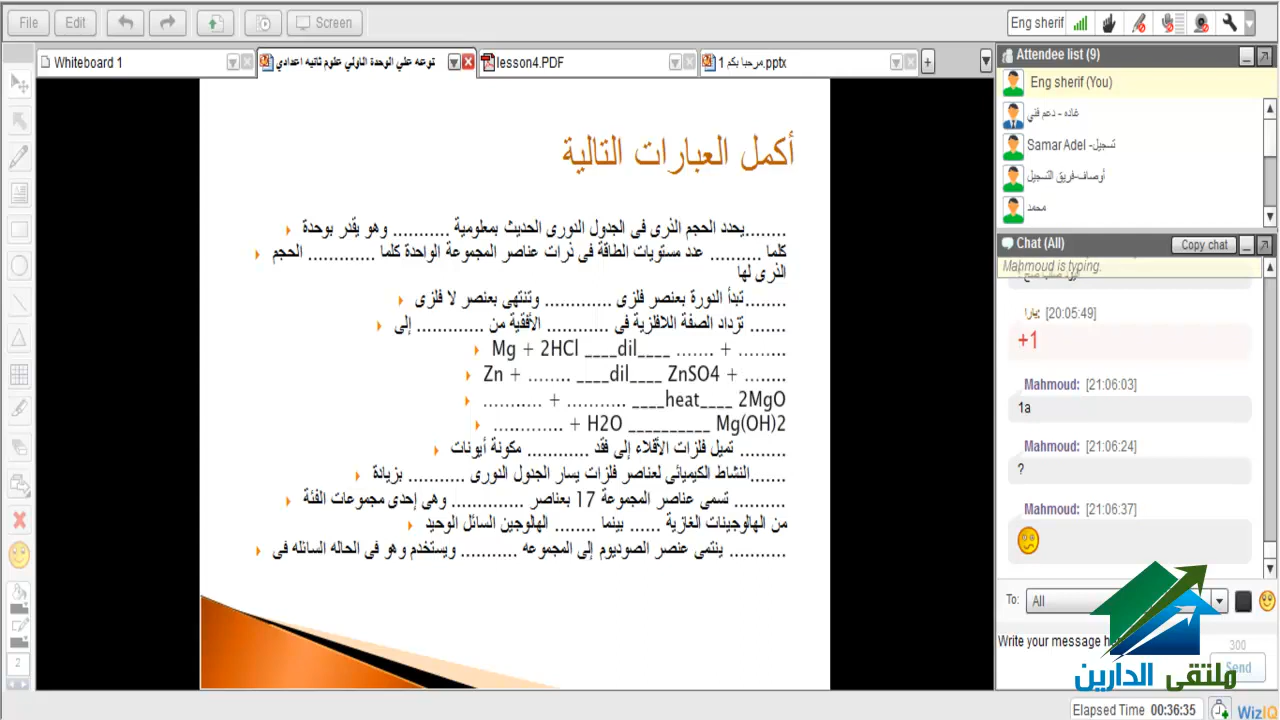 File
Edit
Screen
Eng sherif
Whiteboard 1
توعه علي الوحدة الاولي علوم ثانيه اعدادي
lesson4.PDF
مرحبا بكم 1.pptx
أكمل العبارات التالية
يحدد الحجم الذرى فى الجدول الدورى الحديث بمعلومية ........... وهو يقدر بوحدة ........
كلما .......... عدد مستويات الطاقة فى ذرات عناصر المجموعة الواحدة كلما ............. الحجم
الذرى لها
تبدأ الدورة بعنصر فلزى ............. وتنتهى بعنصر لا فلزى ........
تزداد الصفة اللافلزية فى ............ الأفقية من ............. إلى .......
Mg + 2HCl ____dil____ ....... + .........
Zn + ........ ____dil____ ZnSO4 + ........
........... + ........... ____heat____ 2MgO
............. + H2O __________ Mg(OH)2
تميل فلزات الأقلاء إلى فقد ............ مكونة أيونات .........
النشاط الكيميائى لعناصر فلزات يسار الجدول الدورى ........... بزيادة .......
تسمى عناصر المجموعة 17 بعناصر .............. وهى إحدى مجموعات الفئة ..........
من الهالوجينات الغازية ...... بينما ........ الهالوجين السائل الوحيد
ينتمى عنصر الصوديوم إلى المجموعه ........... ويستخدم وهو فى الحاله السائله فى ...........
Attendee list (9)
Eng sherif (You)
غاده - دعم فني
Samar Adel -تسجيل
أوصاف-فريق التسجيل
محمد
Chat (All)
Copy chat
Mahmoud is typing.
يارا [20:05:49]
+1
Mahmoud: [21:06:03]
1a
Mahmoud: [21:06:24]
?
Mahmoud: [21:06:37]
To:
All
Write your message
300
Send
ملتقى الدارين
2
Elapsed Time 00:36:35
WizIQ